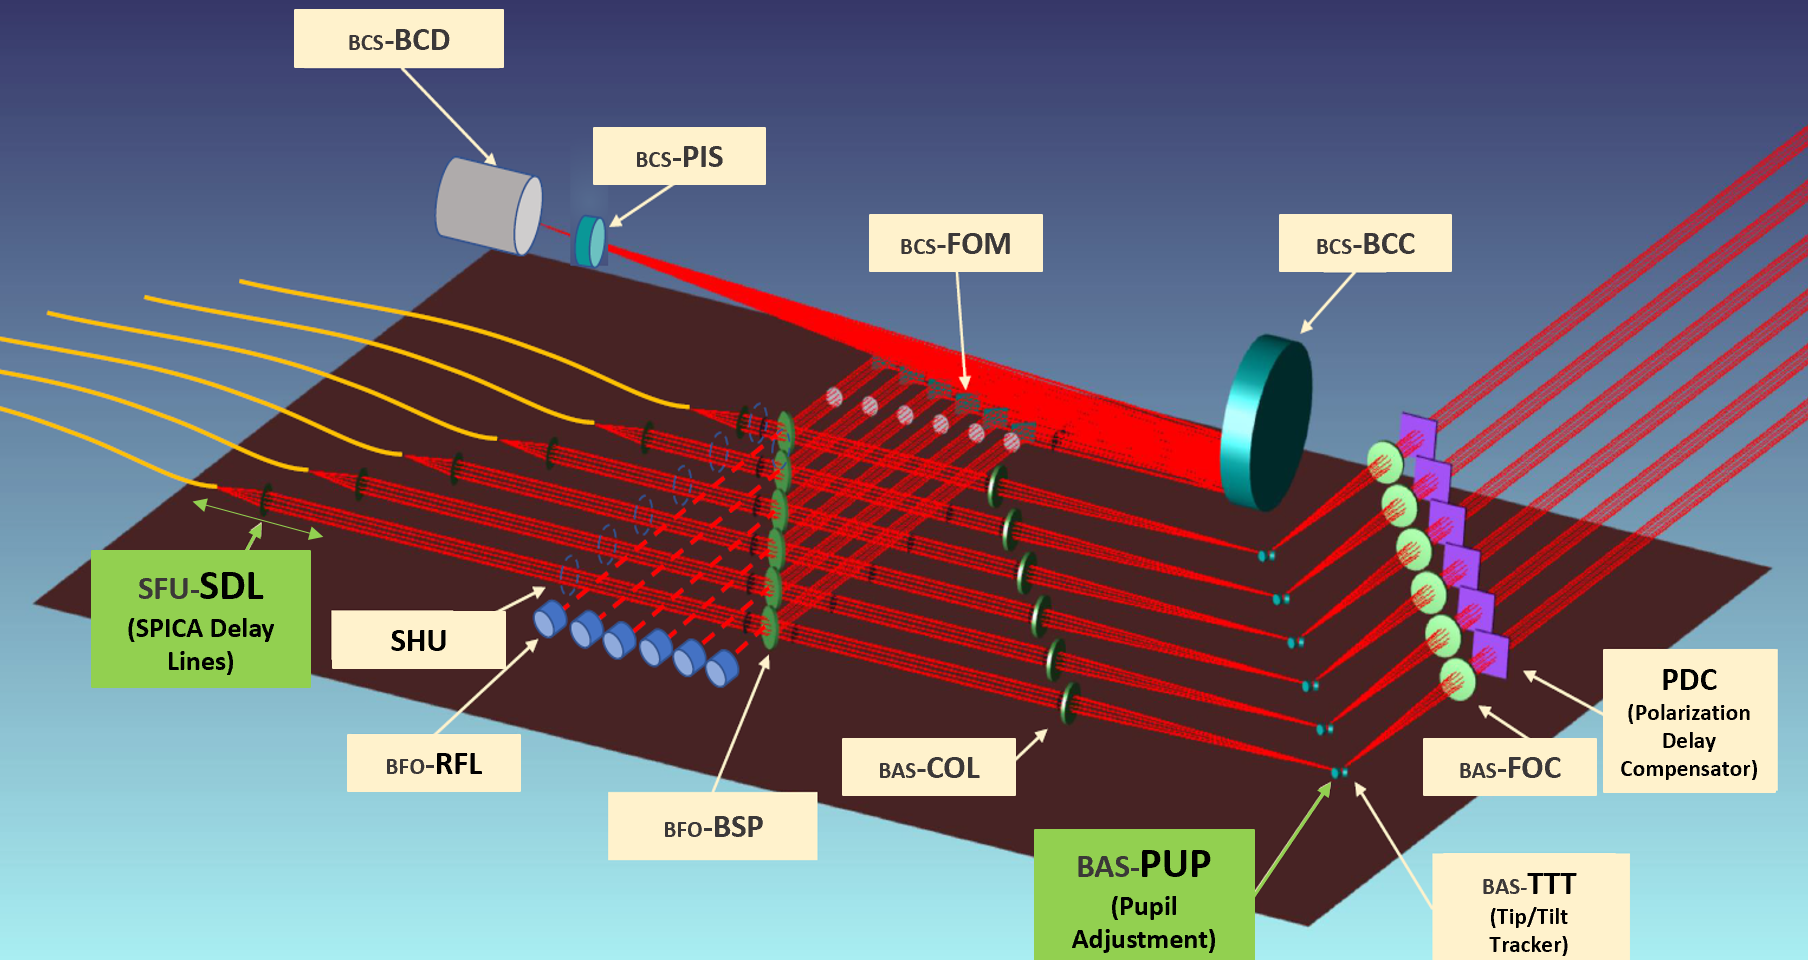 BCS-BCD
BCS-PIS
BCS-FOM
BCS-BCC
SFU-SDL
(SPICA Delay
Lines)
SHU
BFO-RFL
BFO-BSP
BAS-COL
BAS-PUP
(Pupil
Adjustment)
BAS-TTT
(Tip/Tilt
Tracker)
BAS-FOC
PDC
(Polarization
Delay
Compensator)